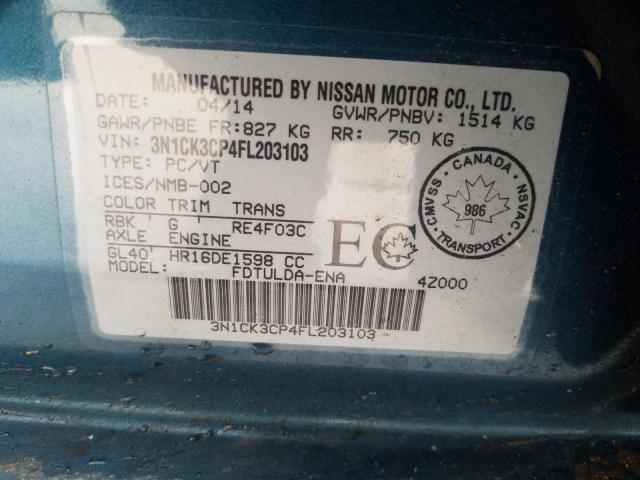 MANUFACTURED BY NISSAN MOTOR CO., LTD.
DATE: 04/14 GVWR/PNBV: 1514 KG
GAWR/PNBE FR: 827 KG RR: 750 KG
VIN: 3N1CK3CP4FL203103
TYPE: PC/VT
ICES/NMB-002
COLOR TRIM TRANS
RBK ' G ' RE4F03C
AXLE ENGINE
GL40' HR16DE1598 CC
MODEL: FDTULDA-ENA 4Z000
3N1CK3CP4FL203103
EC
CANADA
CMVSS NSVAC
986
TRANSPORT